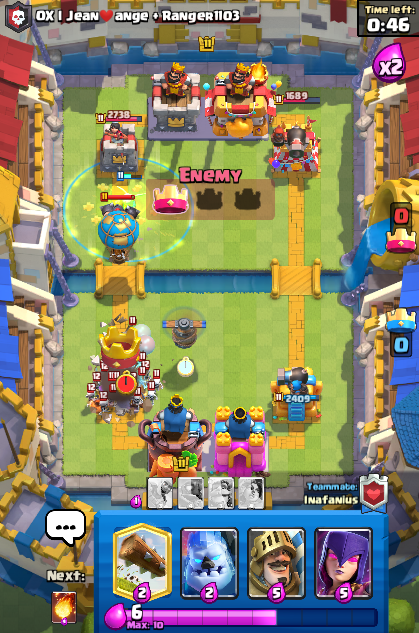 OX | Jean❤️ange + Ranger1103
Time left:
0:46
x2
11
1689
2738
Enemy
0
0
2409
Teammate:
Inafanius
Next:
2
2
5
5
6
Max: 10